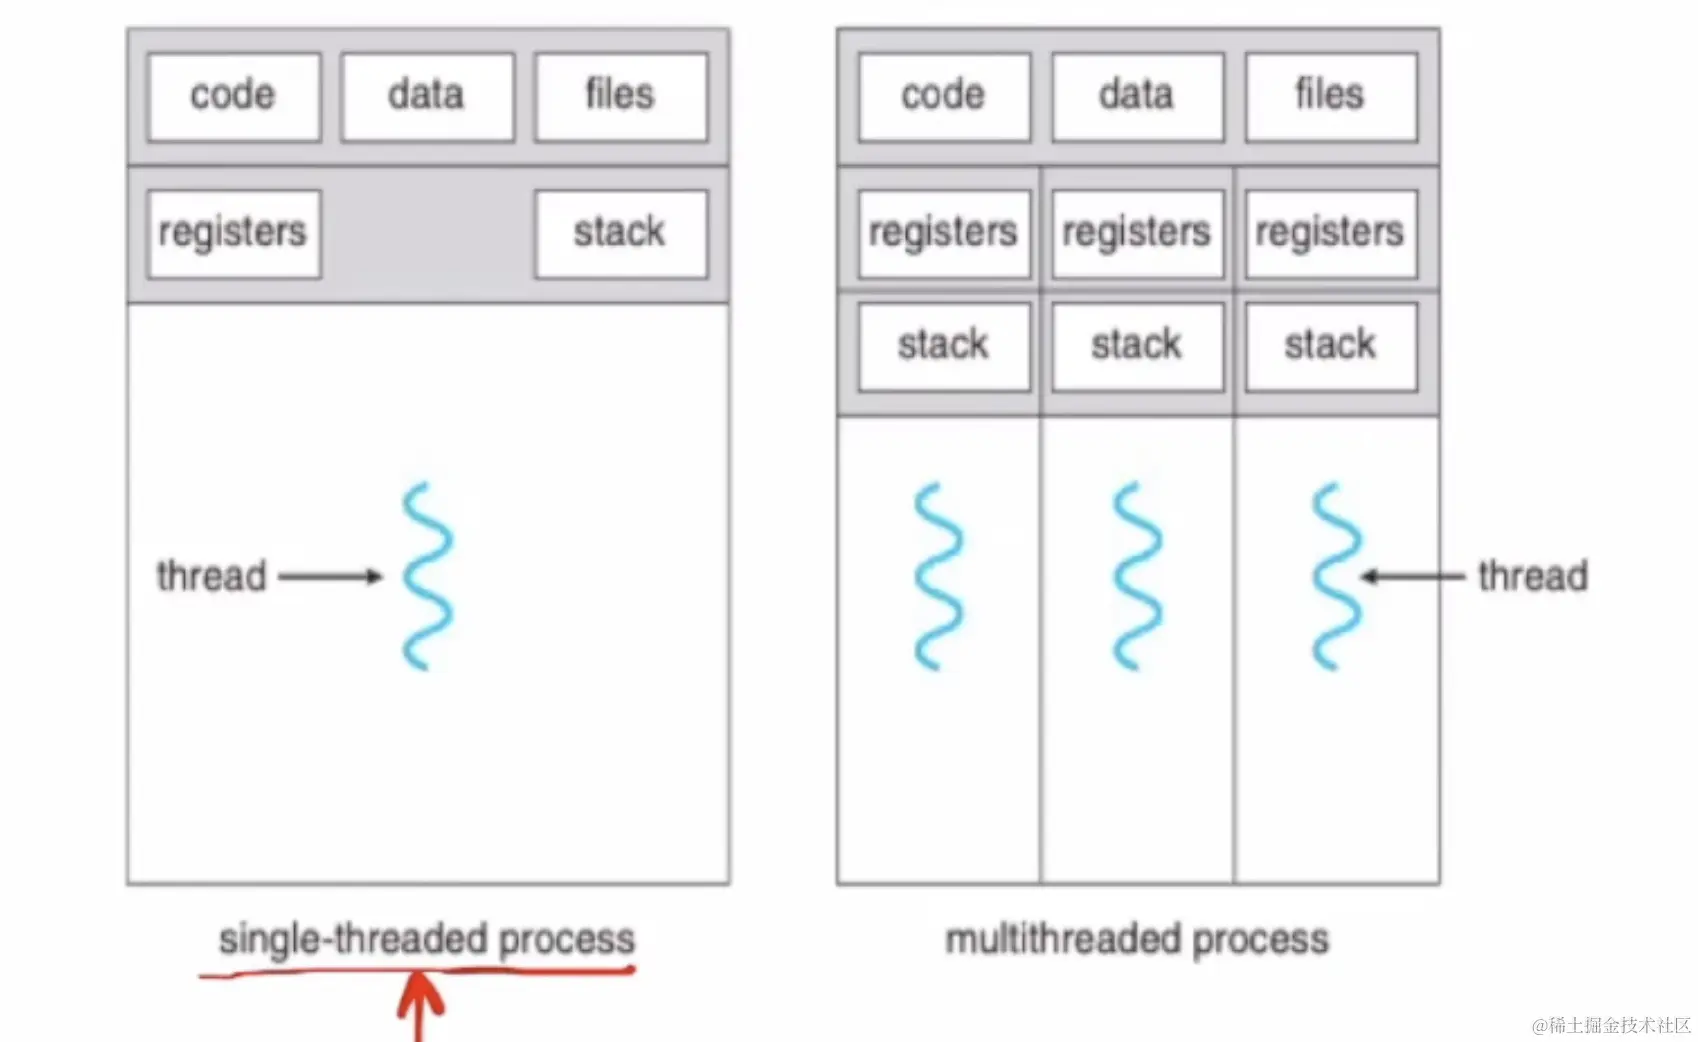 code data files
registers stack
thread
single-threaded process
code data files
registers registers registers
stack stack stack
thread
multithreaded process
@稀土掘金技术社区